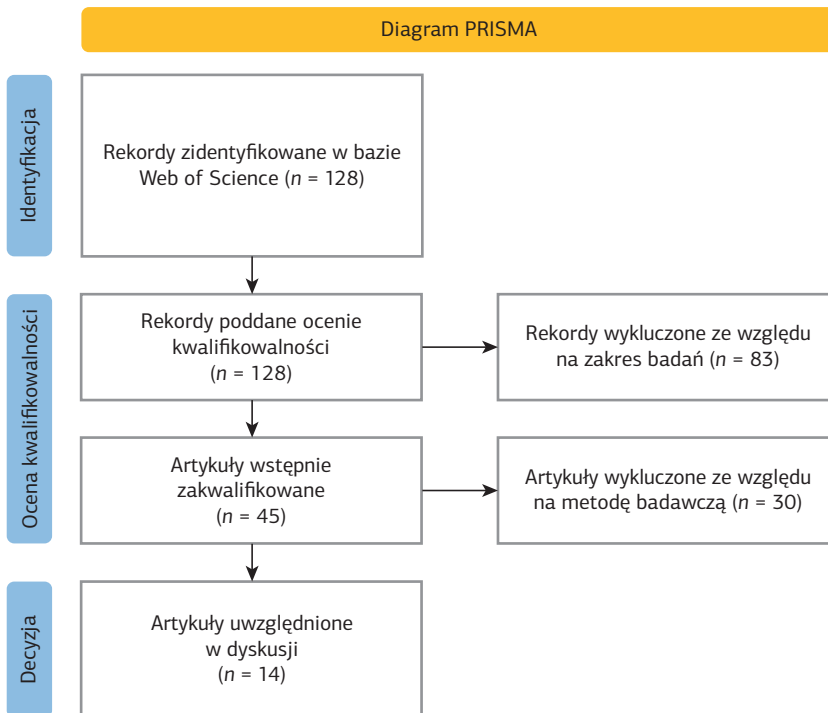 Diagram PRISMA
Identyfikacja
Rekordy zidentyfikowane w bazie
Web of Science (n = 128)
Ocena kwalifikowalności
Rekordy poddane ocenie
kwalifikowalności
(n = 128)
Rekordy wykluczone ze względu
na zakres badań (n = 83)
Artykuły wstępnie
zakwalifikowane
(n = 45)
Artykuły wykluczone ze względu
na metodę badawczą (n = 30)
Decyzja
Artykuły uwzględnione
w dyskusji
(n = 14)